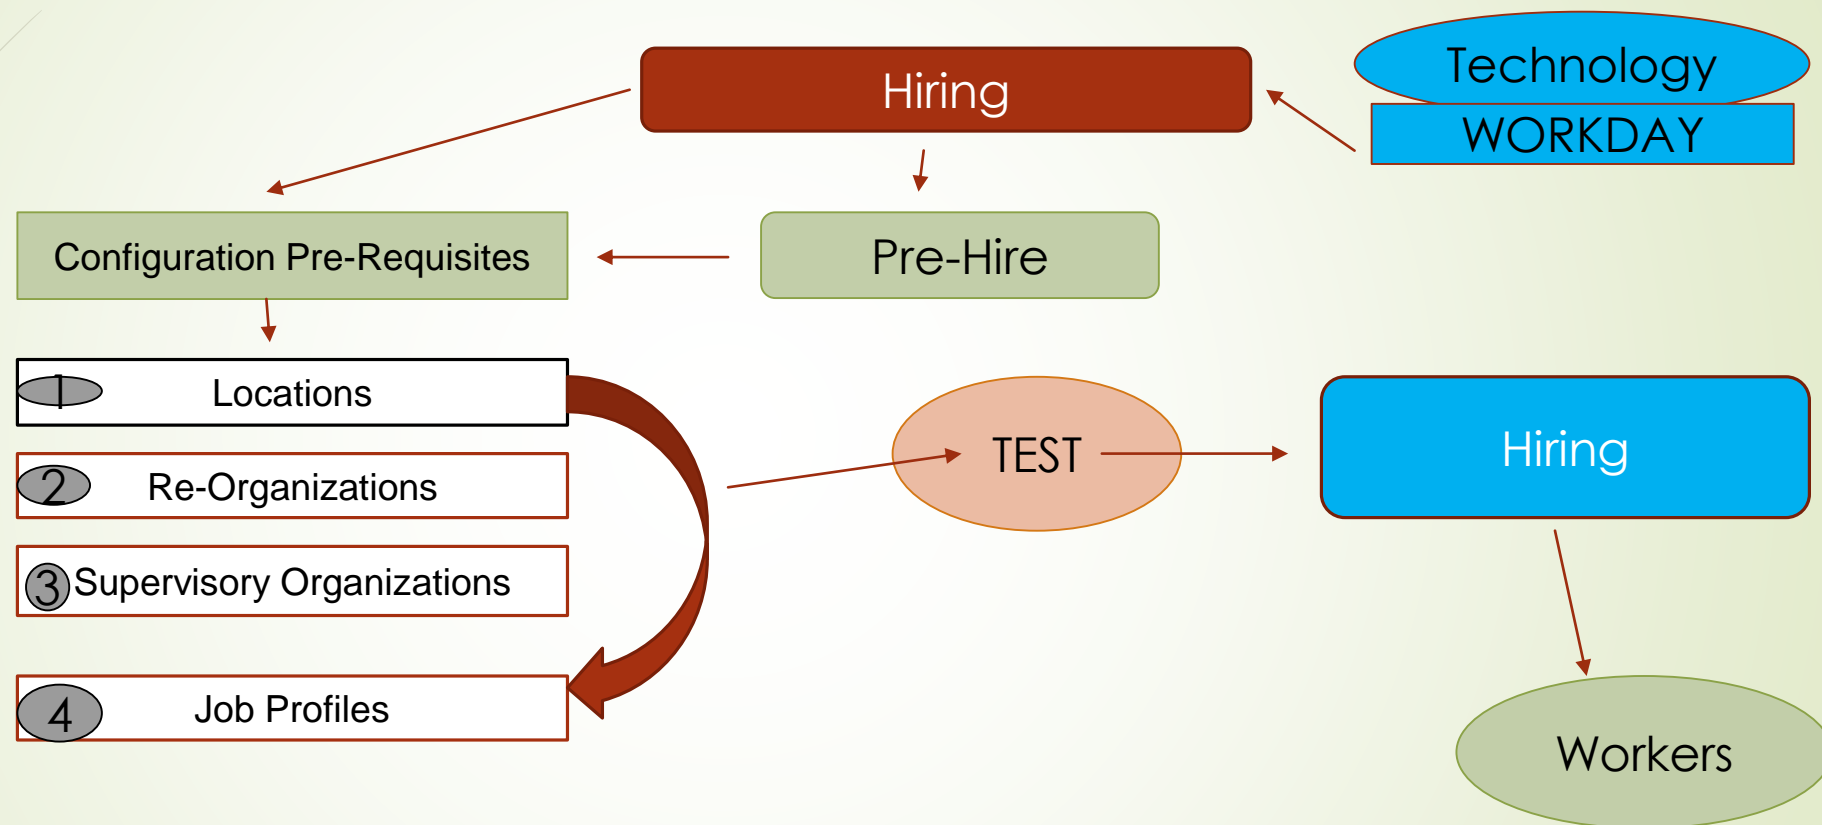 Technology
WORKDAY
Hiring
Configuration Pre-Requisites
Pre-Hire
1 Locations
2 Re-Organizations
3 Supervisory Organizations
4 Job Profiles
TEST
Hiring
Workers